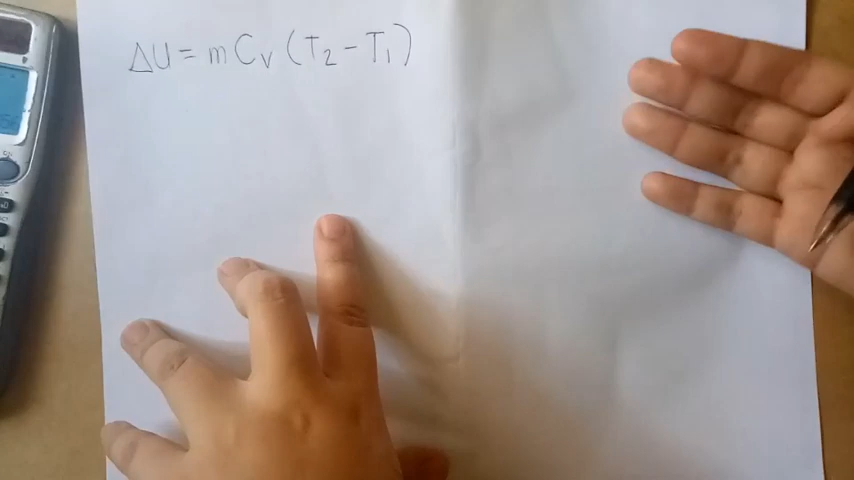 ΔU = m Cv (T2 - T1)